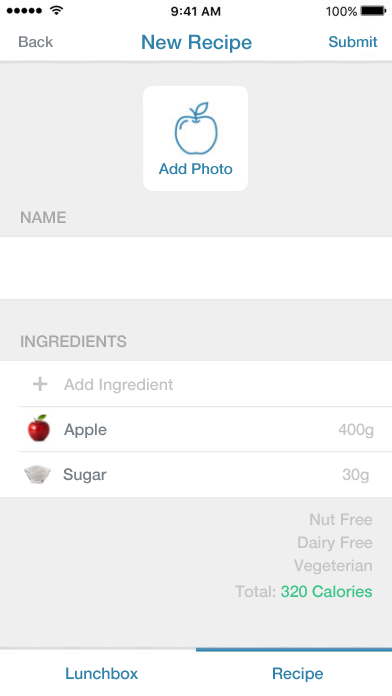 9:41 AM 100%
Back New Recipe Submit
Add Photo
NAME
INGREDIENTS
+ Add Ingredient
Apple 400g
Sugar 30g
Nut Free
Dairy Free
Vegeterian
Total: 320 Calories
Lunchbox Recipe